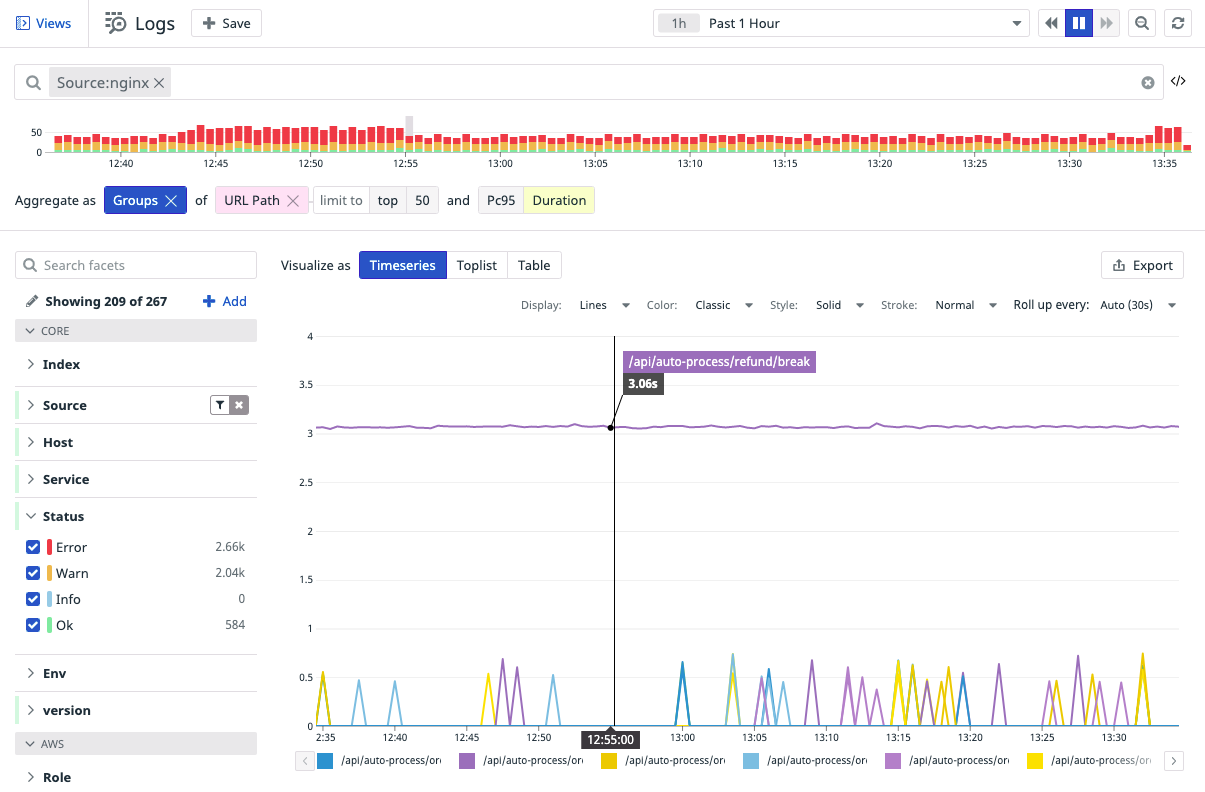 Views
Logs
Save
1h Past 1 Hour
Source:nginx
</>
50
0
12:40 12:45 12:50 12:55 13:00 13:05 13:10 13:15 13:20 13:25 13:30 13:35
Aggregate as Groups of URL Path limit to top 50 and Pc95 Duration
Search facets
Visualize as Timeseries Toplist Table
Export
Showing 209 of 267
Add
Display: Lines Color: Classic Style: Solid Stroke: Normal Roll up every: Auto (30s)
CORE
Index
Source
Host
Service
Status
Error 2.66k
Warn 2.04k
Info 0
Ok 584
Env
version
AWS
Role
4
3.5
3
2.5
2
1.5
1
0.5
0
/api/auto-process/refund/break
3.06s
2:35 12:40 12:45 12:50 12:55:00 13:00 13:05 13:10 13:15 13:20 13:25 13:30
/api/auto-process/or /api/auto-process/or /api/auto-process/or /api/auto-process/or /api/auto-process/or /api/auto-process/or